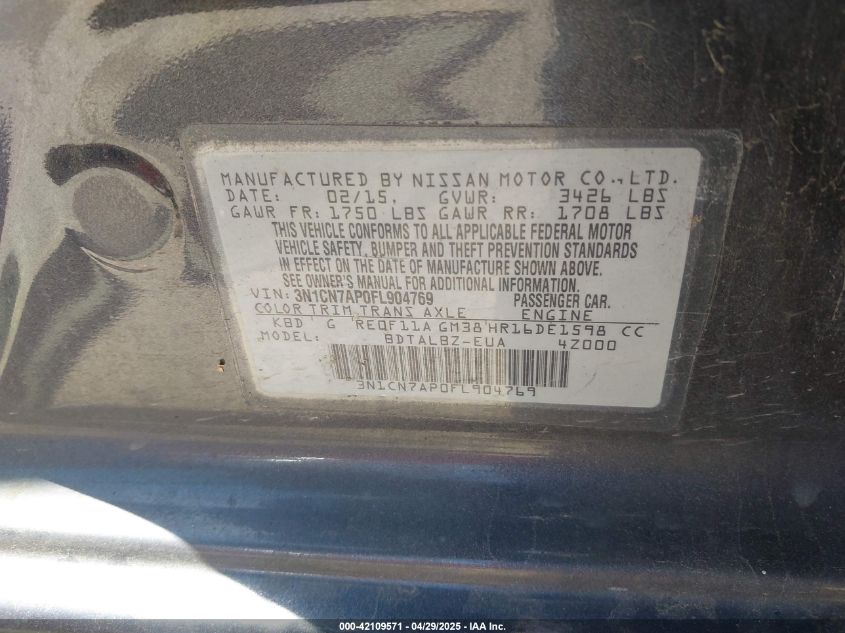 MANUFACTURED BY NISSAN MOTOR CO.,LTD.
DATE: 02/15, GVWR: 3426 LBS
GAWR FR: 1750 LBS GAWR RR: 1708 LBS
THIS VEHICLE CONFORMS TO ALL APPLICABLE FEDERAL MOTOR
VEHICLE SAFETY, BUMPER AND THEFT PREVENTION STANDARDS
IN EFFECT ON THE DATE OF MANUFACTURE SHOWN ABOVE.
SEE OWNER'S MANUAL FOR ADDITIONAL INFORMATION.
VIN: 3N1CN7AP0FL904769 PASSENGER CAR.
COLOR TRIM TRANS AXLE ENGINE
KBD G RE0F11A GM38 HR16DE1598 CC
MODEL: BDTALBZ-EUA 4Z000
3N1CN7AP0FL904769
000-42109571 - 04/29/2025 - IAA Inc.